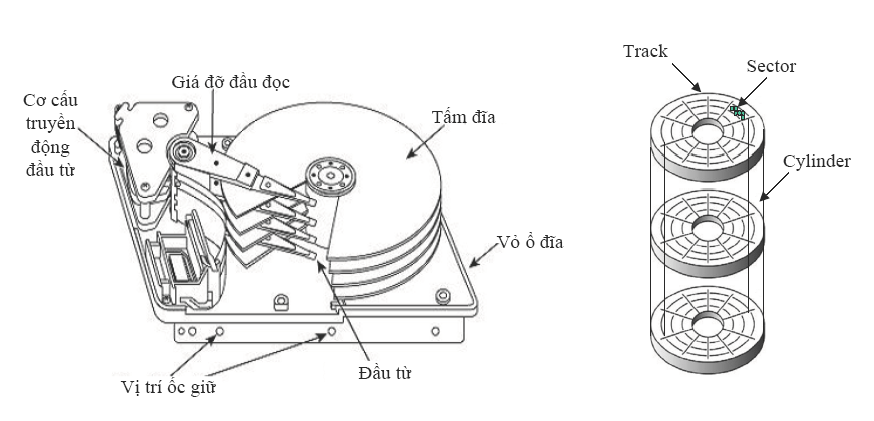 Giá đỡ đầu đọc
Cơ cấu
truyền
động
đầu từ
Tấm đĩa
Vỏ ổ đĩa
Đầu từ
Vị trí ốc giữ
Track
Sector
Cylinder